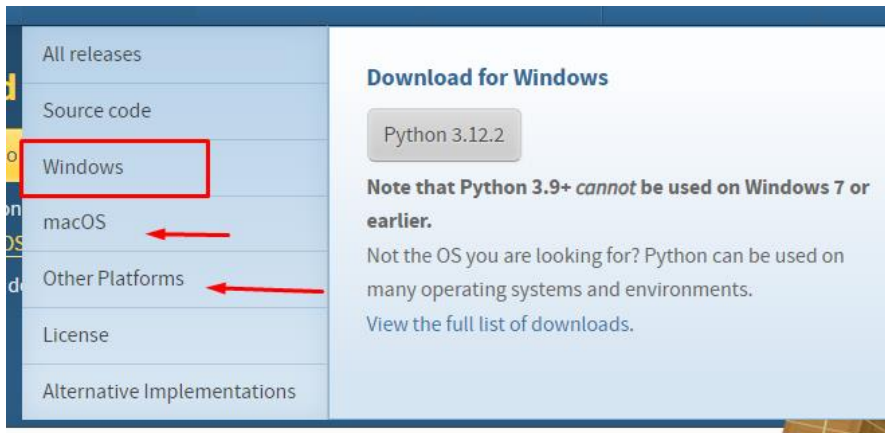 All releases
Source code
Windows
macOS
Other Platforms
License
Alternative Implementations
Download for Windows
Python 3.12.2
Note that Python 3.9+ cannot be used on Windows 7 or
earlier.
Not the OS you are looking for? Python can be used on
many operating systems and environments.
View the full list of downloads.